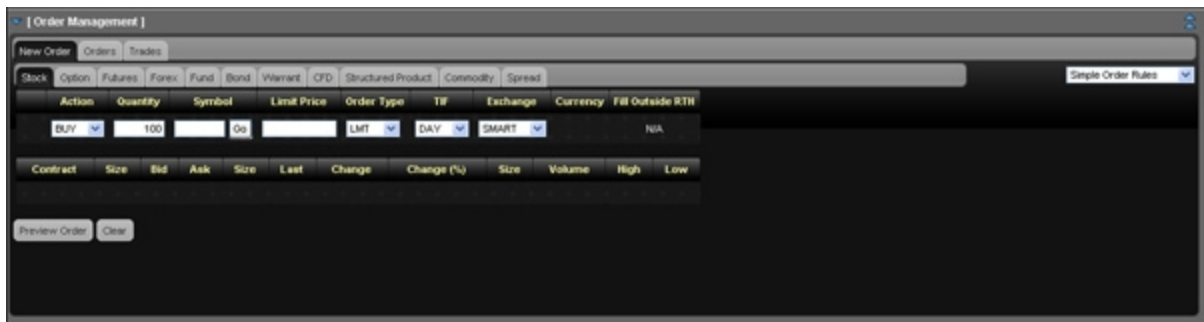 [ Order Management ]
New Order Orders Trades
Stock Option Futures Forex Fund Bond Warrant CFD Structured Product Commodity Spread Simple Order Rules
Action Quantity Symbol Limit Price Order Type TIF Exchange Currency Fill Outside RTH
BUY 100 Go LMT DAY SMART N/A
Contract Size Bid Ask Size Last Change Change (%) Size Volume High Low
Preview Order Clear